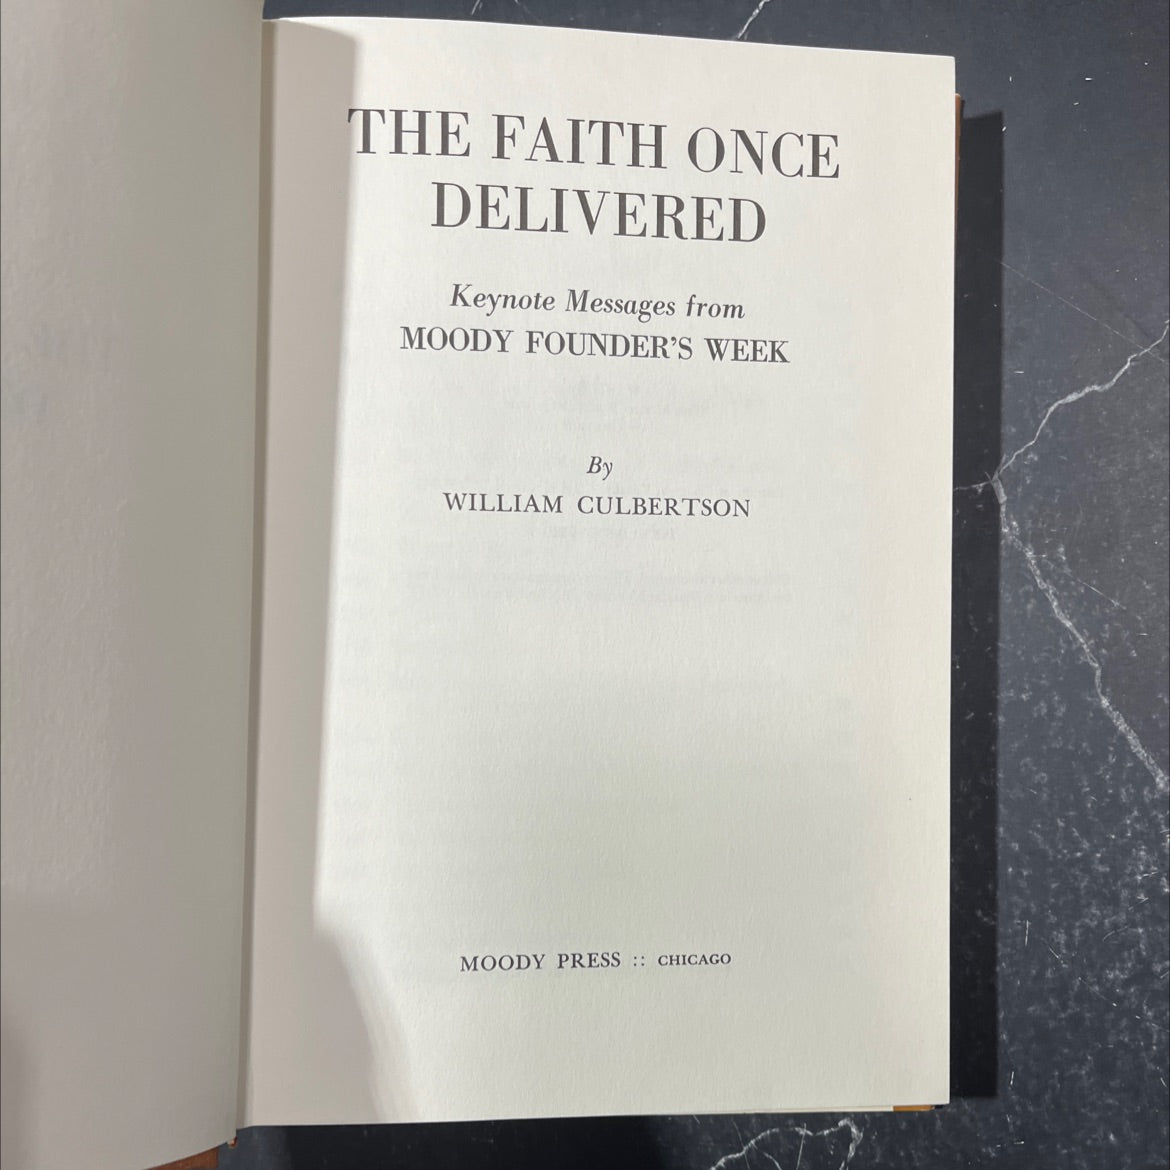 THE FAITH ONCE
DELIVERED
Keynote Messages from
MOODY FOUNDER'S WEEK
By
WILLIAM CULBERTSON
MOODY PRESS :: CHICAGO